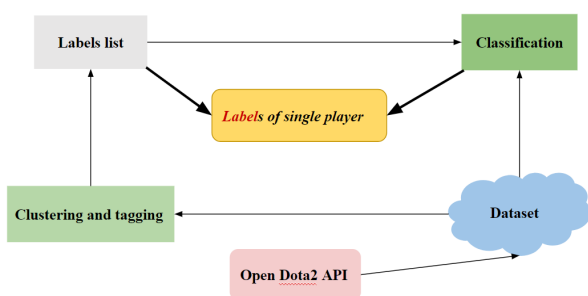 Labels list
Classification
Labels of single player
Clustering and tagging
Dataset
Open Dota2 API